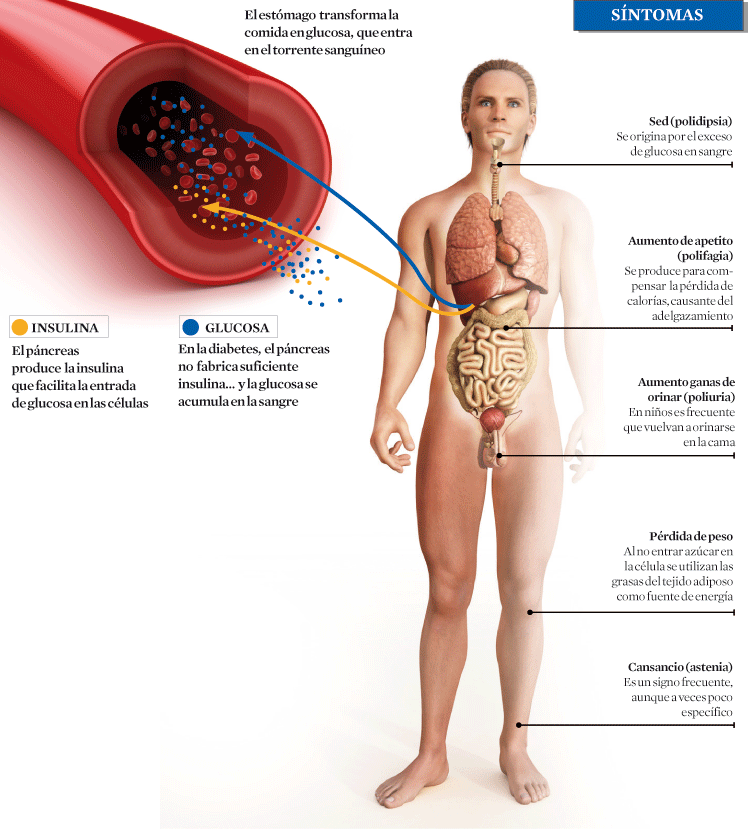 El estómago transforma la
comida en glucosa, que entra
en el torrente sanguíneo
SÍNTOMAS
Sed (polidipsia)
Se origina por el exceso
de glucosa en sangre
Aumento de apetito
(polifagia)
Se produce para com-
pensar la pérdida de
calorías, causante del
adelgazamiento
INSULINA
El páncreas
produce la insulina
que facilita la entrada
de glucosa en las células
GLUCOSA
En la diabetes, el páncreas
no fabrica suficiente
insulina... y la glucosa se
acumula en la sangre
Aumento ganas de
orinar (poliuria)
En niños es frecuente
que vuelvan a orinarse
en la cama
Pérdida de peso
Al no entrar azúcar en
la célula se utilizan las
grasas del tejido adiposo
como fuente de energía
Cansancio (astenia)
Es un signo frecuente,
aunque a veces poco
específico